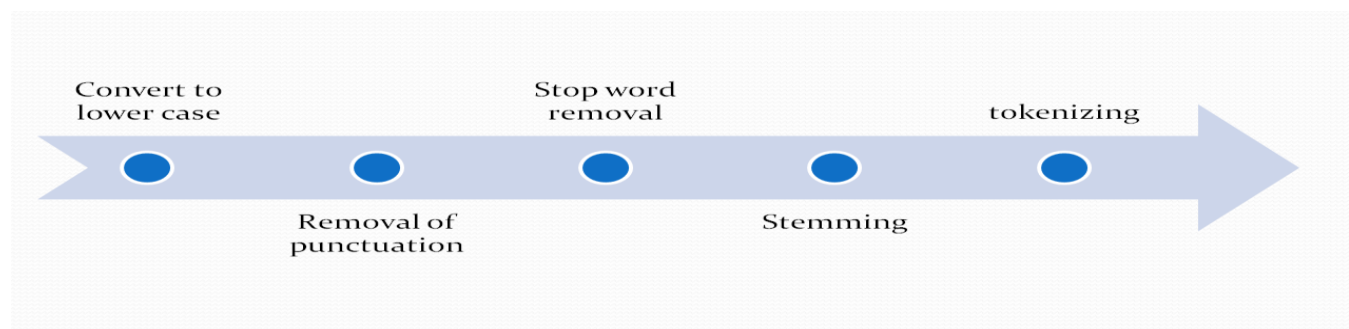 Convert to
lower case
Removal of
punctuation
Stop word
removal
Stemming
tokenizing